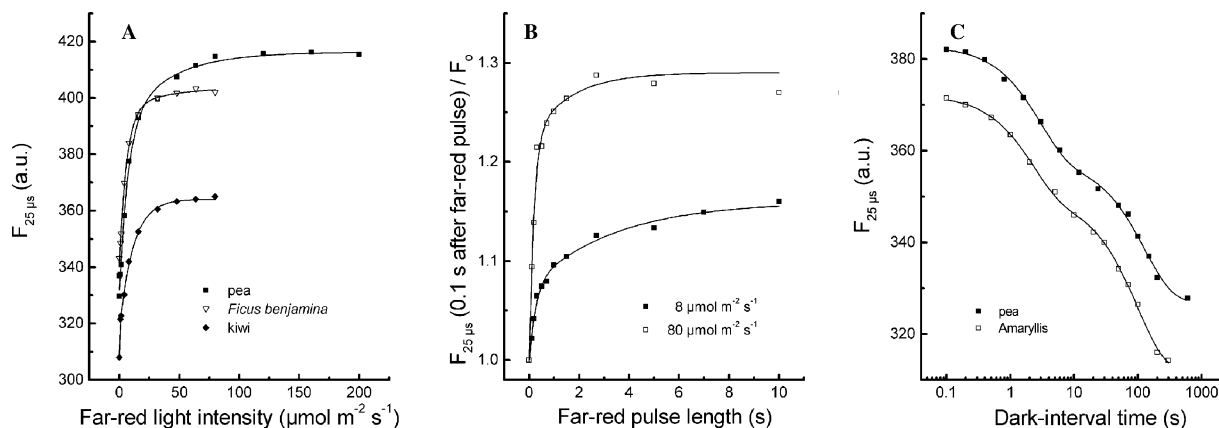 A
F25 µs (a.u.)
420
400
380
360
340
320
300
pea
Ficus benjamina
kiwi
0
50
100
150
200
Far-red light intensity (µmol m-2 s-1)
B
F25 µs (0.1 s after far-red pulse) / Fo
1.3
1.2
1.1
1.0
8 µmol m-2 s-1
80 µmol m-2 s-1
0
2
4
6
8
10
Far-red pulse length (s)
C
F25 µs (a.u.)
380
360
340
320
pea
Amaryllis
0.1
1
10
100
1000
Dark-interval time (s)